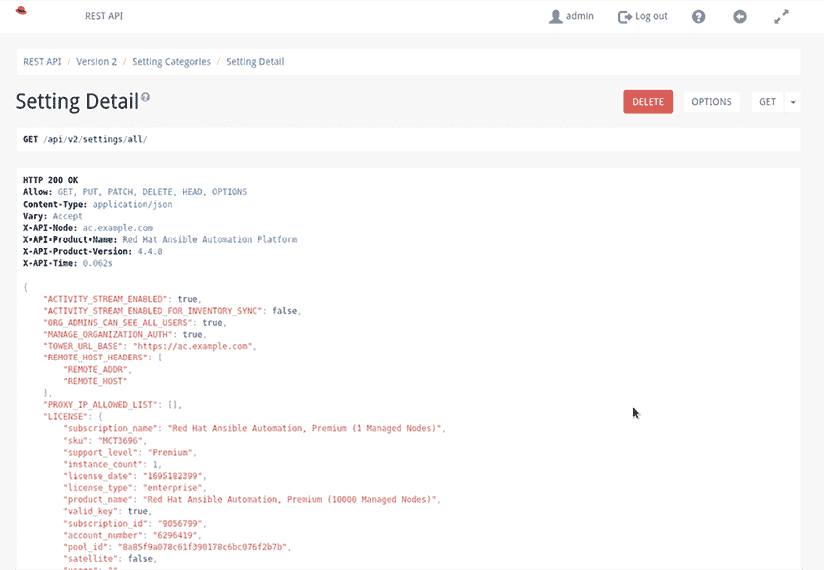 REST API
admin
Log out
REST API / Version 2 / Setting Categories / Setting Detail
Setting Detail
DELETE
OPTIONS
GET
GET /api/v2/settings/all/
HTTP 200 OK
Allow: GET, PUT, PATCH, DELETE, HEAD, OPTIONS
Content-Type: application/json
Vary: Accept
X-API-Node: ac.example.com
X-API-Product-Name: Red Hat Ansible Automation Platform
X-API-Product-Version: 4.4.0
X-API-Time: 0.062s
{
"ACTIVITY_STREAM_ENABLED": true,
"ACTIVITY_STREAM_ENABLED_FOR_INVENTORY_SYNC": false,
"ORG_ADMINS_CAN_SEE_ALL_USERS": true,
"MANAGE_ORGANIZATION_AUTH": true,
"TOWER_URL_BASE": "https://ac.example.com",
"REMOTE_HOST_HEADERS": [
"REMOTE_ADDR",
"REMOTE_HOST"
],
"PROXY_IP_ALLOWED_LIST": [],
"LICENSE": {
"subscription_name": "Red Hat Ansible Automation, Premium (1 Managed Nodes)",
"sku": "MCT3696",
"support_level": "Premium",
"instance_count": 1,
"license_date": "1695182399",
"license_type": "enterprise",
"product_name": "Red Hat Ansible Automation, Premium (10000 Managed Nodes)",
"valid_key": true,
"subscription_id": "9056799",
"account_number": "6296419",
"pool_id": "8a85f9a078c61f390178c6bc076f2b7b",
"satellite": false,